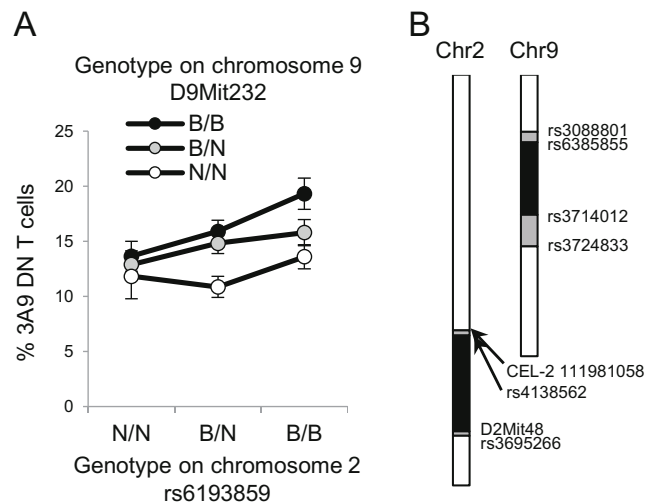 A
Genotype on chromosome 9
D9Mit232
B/B
B/N
N/N
25
20
15
10
5
0
% 3A9 DN T cells
N/N B/N B/B
Genotype on chromosome 2
rs6193859
B
Chr2 Chr9
rs3088801
rs6385855
rs3714012
rs3724833
CEL-2 111981058
rs4138562
D2Mit48
rs3695266